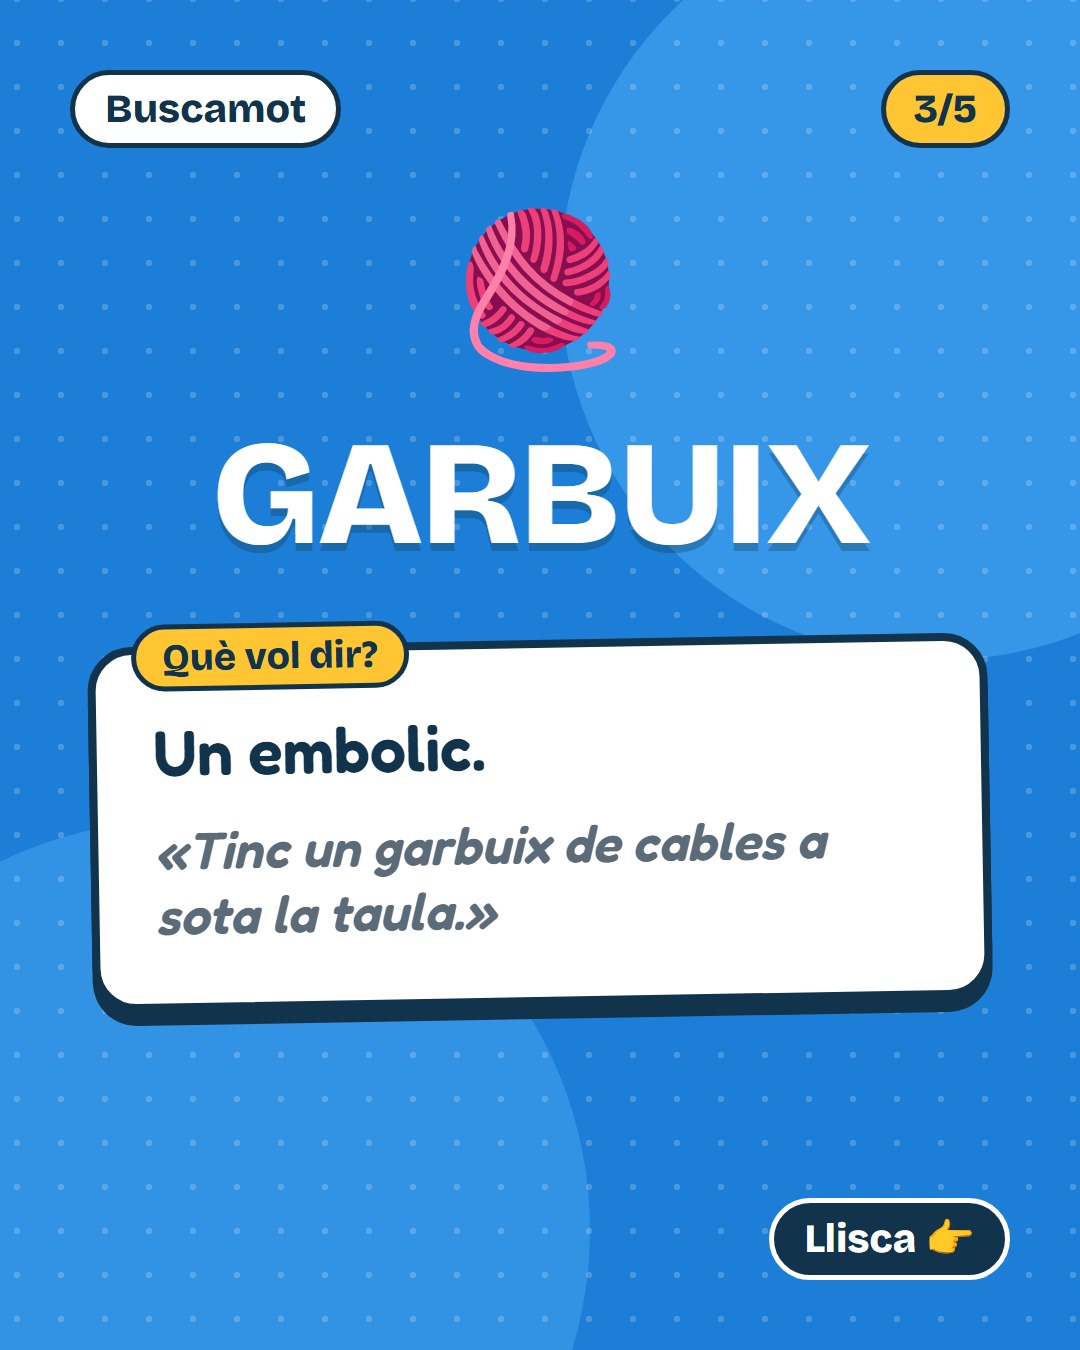 Buscamot
3/5
GARBUIX
Què vol dir?
Un embolic.
«Tinc un garbuix de cables a
sota la taula.»
Llisca 👉